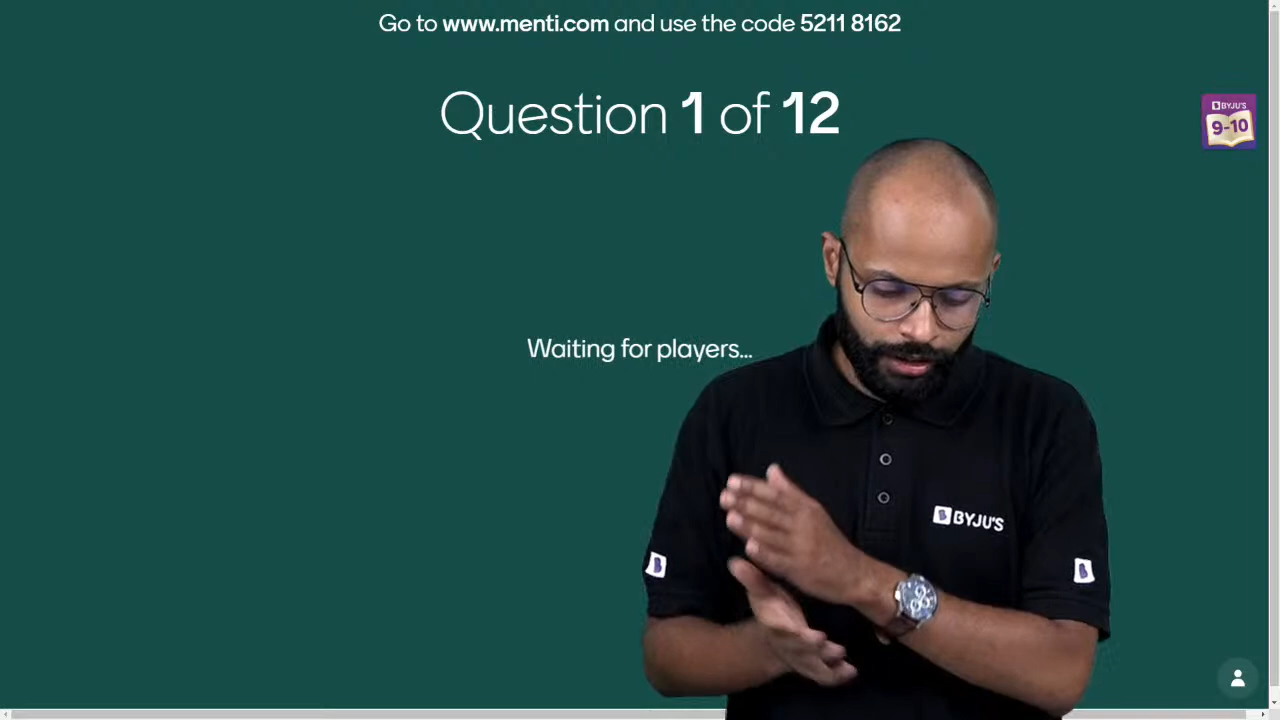 Go to www.menti.com and use the code 5211 8162
Question 1 of 12
BYJU'S
9-10
Waiting for players...
BYJU'S